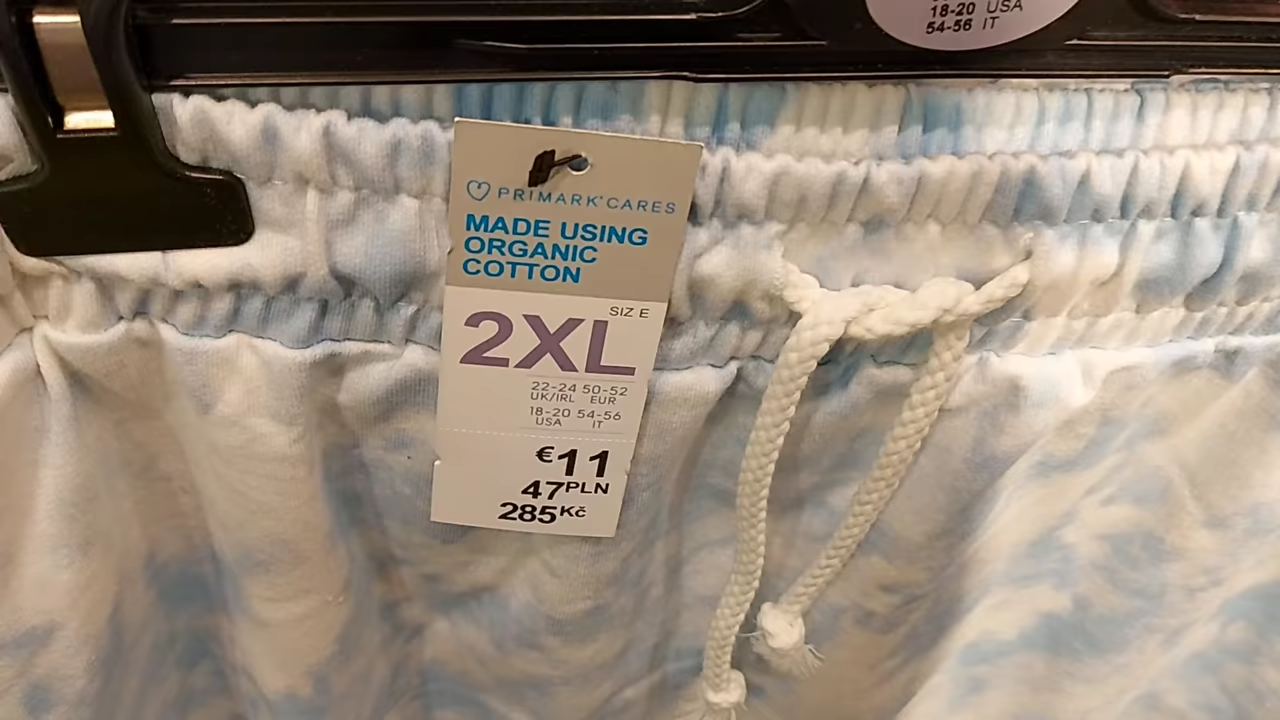 18-20 USA
54-56 IT
PRIMARK®CARES
MADE USING
ORGANIC
COTTON
SIZE
2XL
22-24 50-52
UK/IRL EUR
18-20 54-56
USA IT
€11
47PLN
285Kč